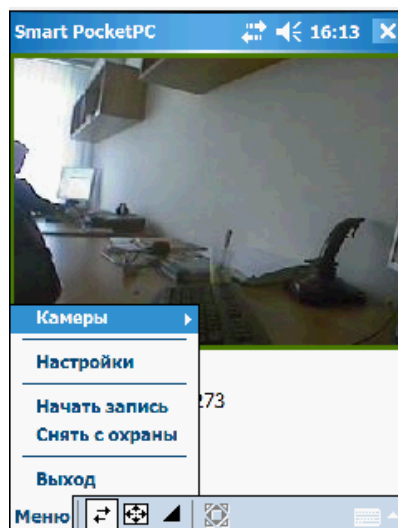 Smart PocketPC 16:13
Камеры
Настройки
Начать запись
273
Снять с охраны
Выход
Меню